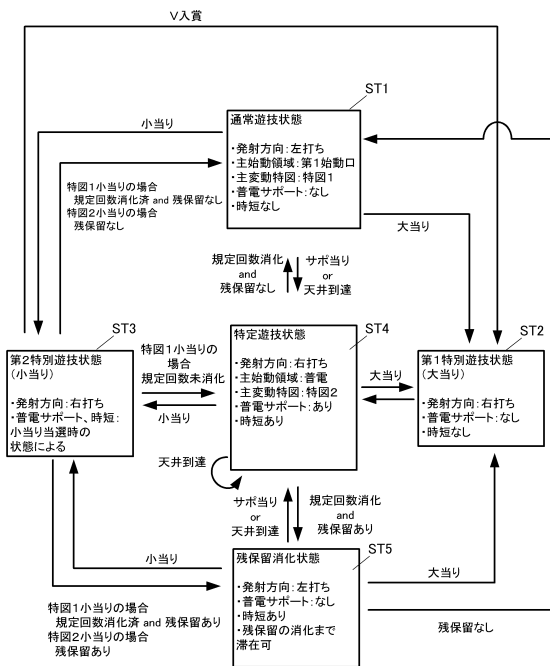 V入賞
ST1
通常遊技状態
・発射方向：左打ち
・主始動領域：第1始動口
・主変動特図：特図1
・普電サポート：なし
・時短なし
小当り
特図1小当りの場合
規定回数消化済 and 残保留なし
特図2小当りの場合
残保留なし
大当り
規定回数消化
and
残保留なし
サポ当り
or
天井到達
ST3
第2特別遊技状態
(小当り)
・発射方向：右打ち
・普電サポート、時短：
小当り当選時の
状態による
特図1小当りの
場合
規定回数未消化
小当り
ST4
特定遊技状態
・発射方向：右打ち
・主始動領域：普電
・主変動特図：特図2
・普電サポート：あり
・時短あり
大当り
ST2
第1特別遊技状態
(大当り)
・発射方向：右打ち
・普電サポート：なし
・時短なし
天井到達
サポ当り
or
天井到達
規定回数消化
and
残保留あり
小当り
ST5
残保留消化状態
・発射方向：左打ち
・普電サポート：なし
・時短あり
・残保留の消化まで
滞在可
大当り
特図1小当りの場合
規定回数消化済 and 残保留あり
特図2小当りの場合
残保留あり
残保留なし